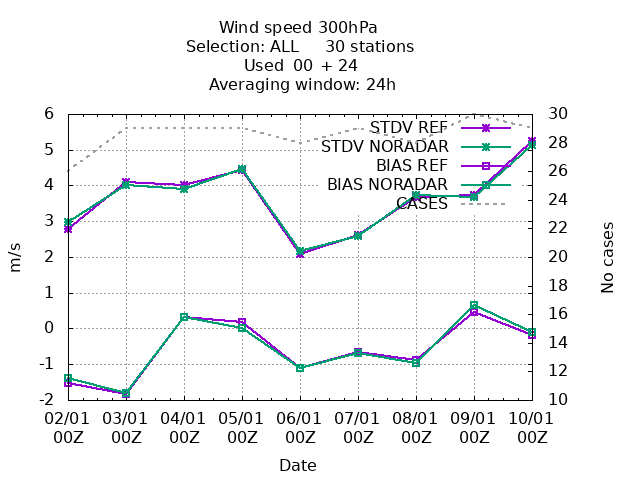 Wind speed 300hPa
Selection: ALL 30 stations
Used 00 + 24
Averaging window: 24h
6
5
4
3
2
1
0
-1
-2
m/s
30
28
26
24
22
20
18
16
14
12
10
No cases
STDV REF
STDV NORADAR
BIAS REF
BIAS NORADAR
CASES
02/01 03/01 04/01 05/01 06/01 07/01 08/01 09/01 10/01
00Z 00Z 00Z 00Z 00Z 00Z 00Z 00Z 00Z
Date